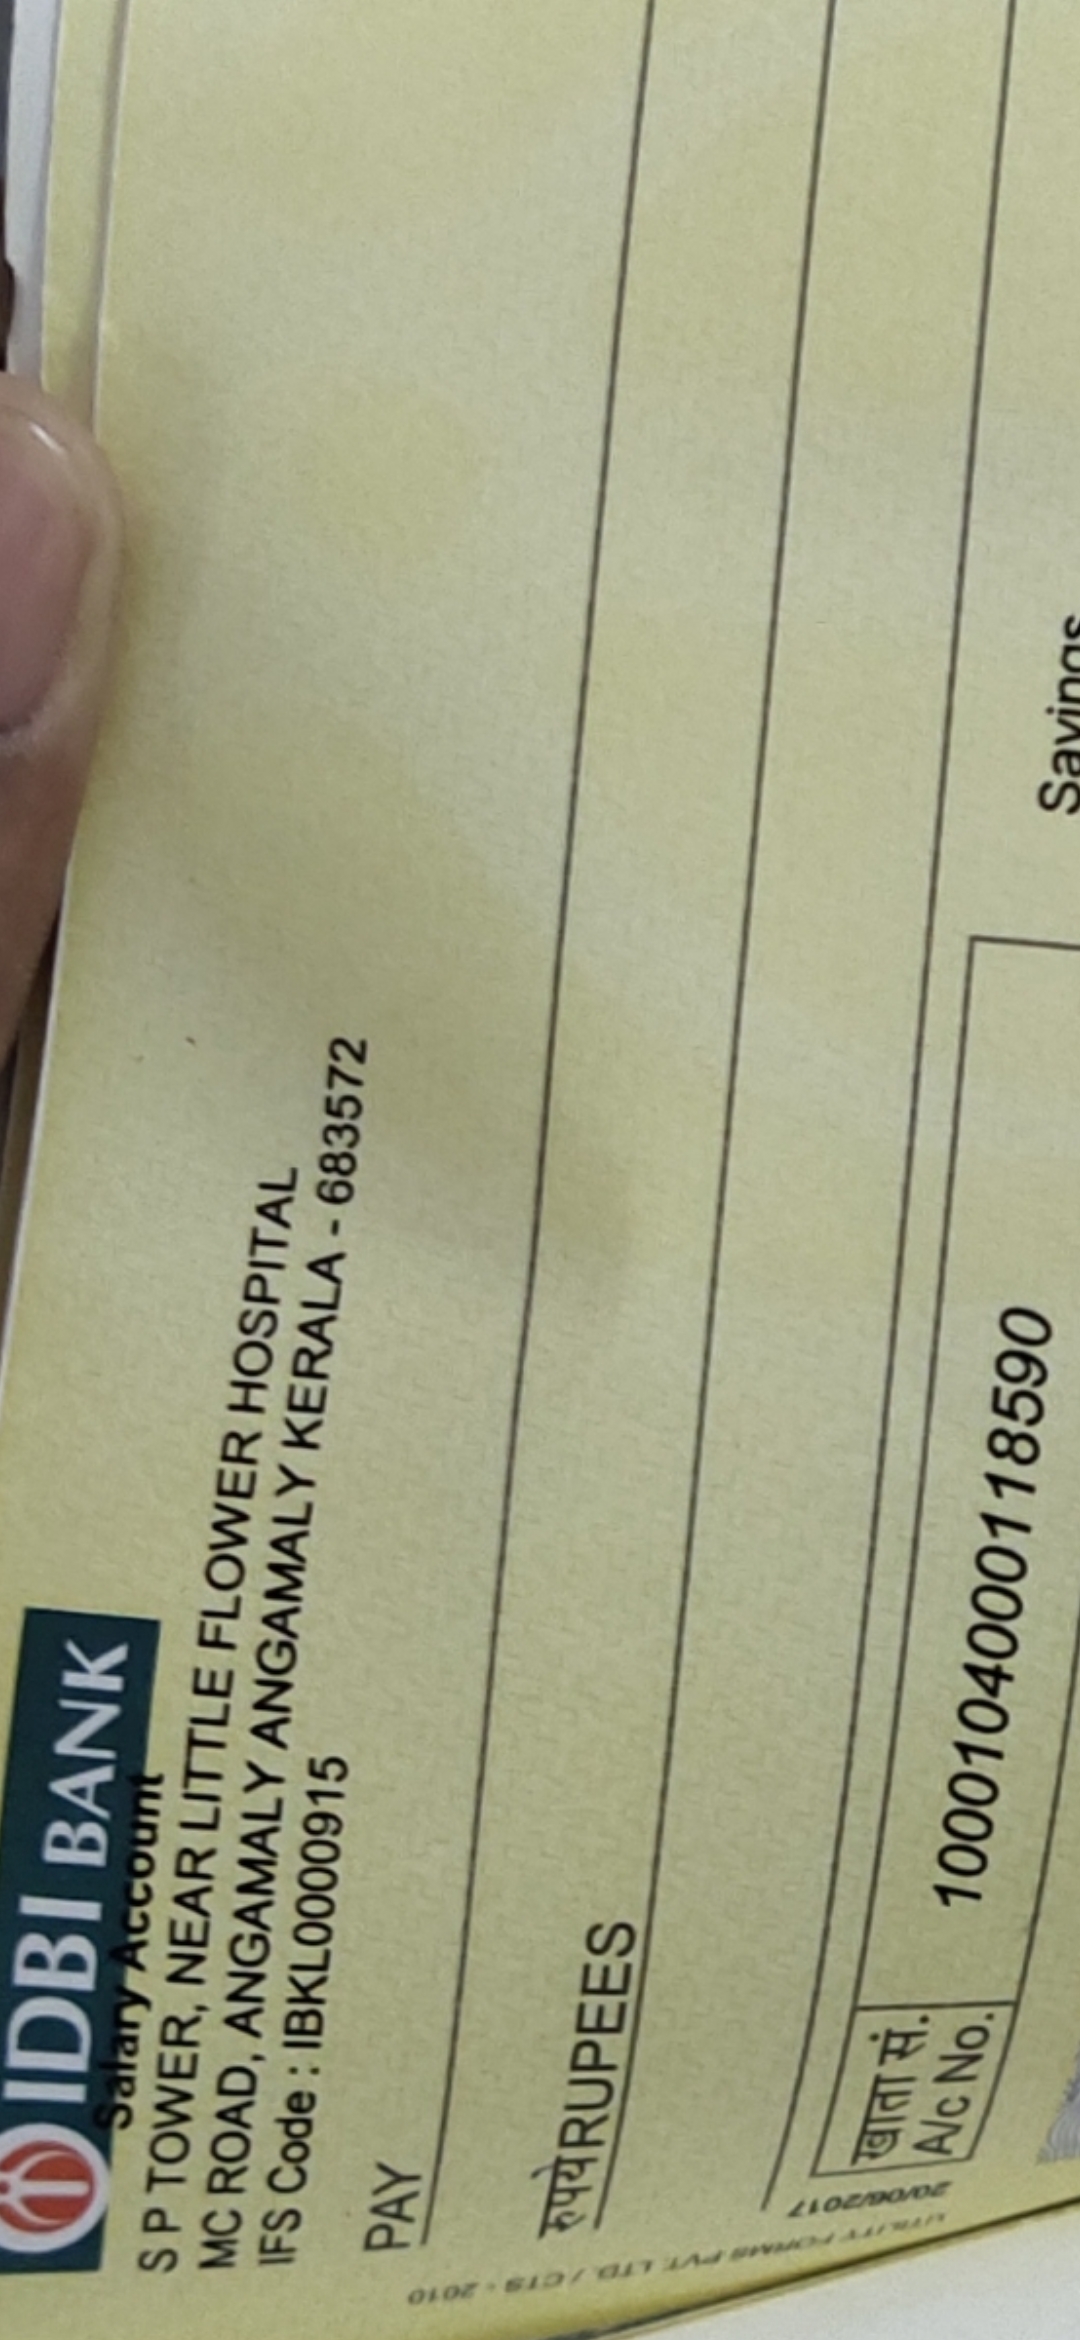 IDBI BANK
Salary Account
S P TOWER, NEAR LITTLE FLOWER HOSPITAL
MC ROAD, ANGAMALY ANGAMALY KERALA - 683572
IFS Code : IBKL0000915
PAY
रुपये RUPEES
खाता सं.
A/c No.
1000104000118590
Savings
UTILITY FORMS PVT. LTD. / CTS - 2010
20/06/2017